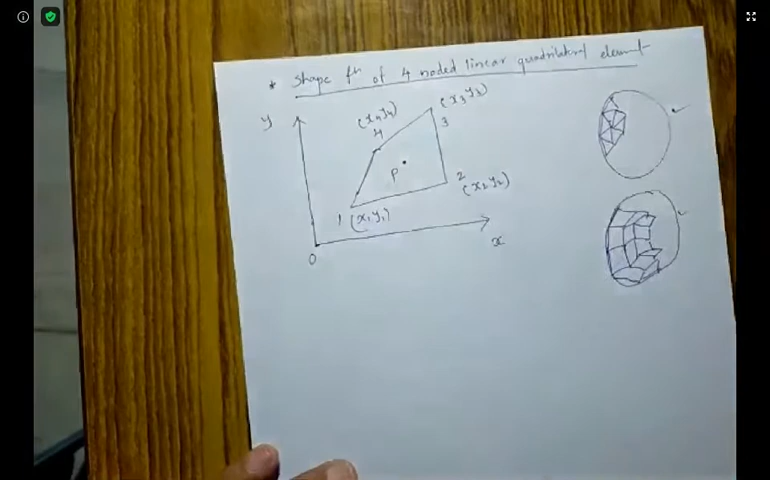 * Shape fn of 4 noded linear quadrilateral element
y
(x4 y4)
4
(x3 y3)
3
P
2
(x2 y2)
1 (x1 y1)
x
0